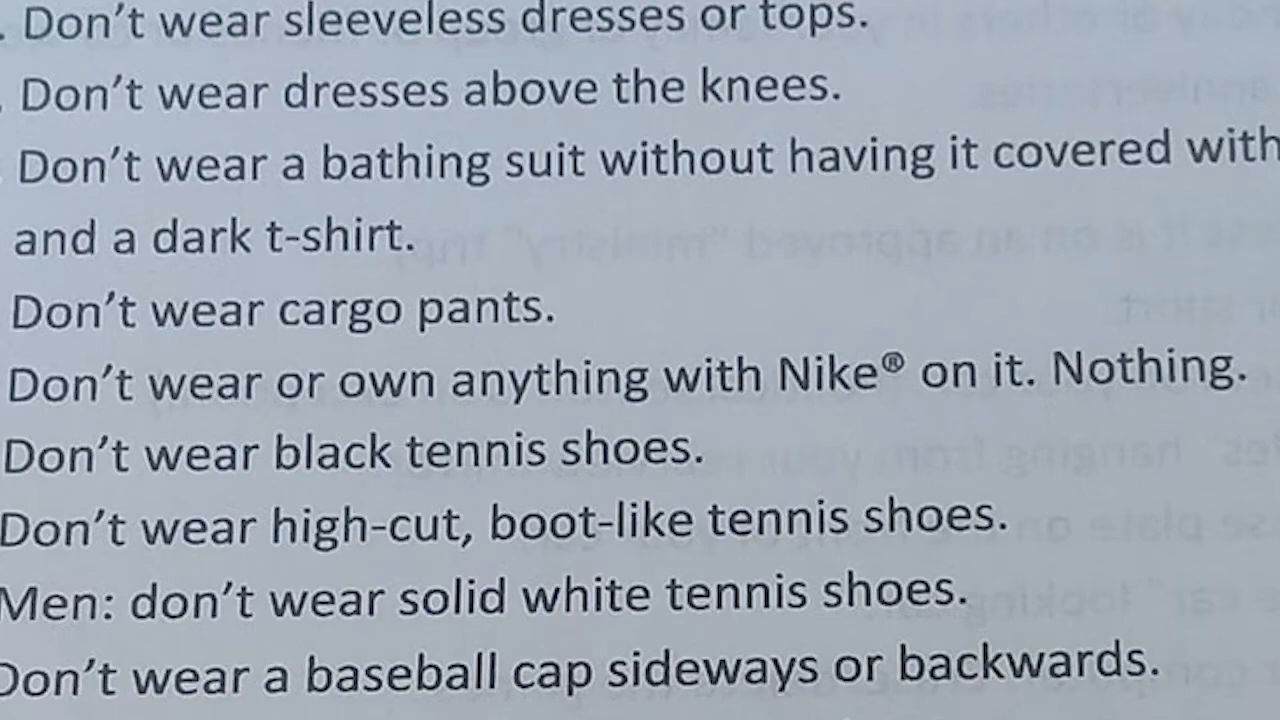 . Don't wear sleeveless dresses or tops.
. Don't wear dresses above the knees.
Don't wear a bathing suit without having it covered with
and a dark t-shirt.
Don't wear cargo pants.
Don't wear or own anything with Nike® on it. Nothing.
Don't wear black tennis shoes.
Don't wear high-cut, boot-like tennis shoes.
Men: don't wear solid white tennis shoes.
Don't wear a baseball cap sideways or backwards.